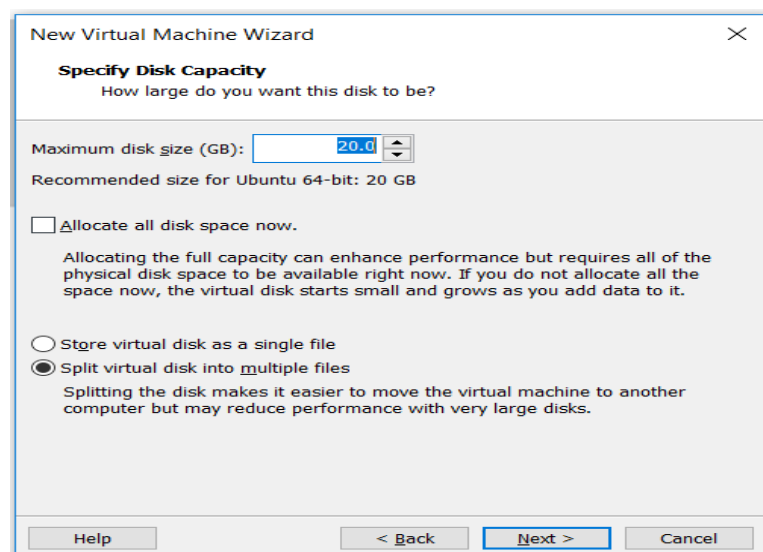 New Virtual Machine Wizard
Specify Disk Capacity
How large do you want this disk to be?
Maximum disk size (GB): 20.0
Recommended size for Ubuntu 64-bit: 20 GB
Allocate all disk space now.
Allocating the full capacity can enhance performance but requires all of the
physical disk space to be available right now. If you do not allocate all the
space now, the virtual disk starts small and grows as you add data to it.
Store virtual disk as a single file
Split virtual disk into multiple files
Splitting the disk makes it easier to move the virtual machine to another
computer but may reduce performance with very large disks.
Help < Back Next > Cancel